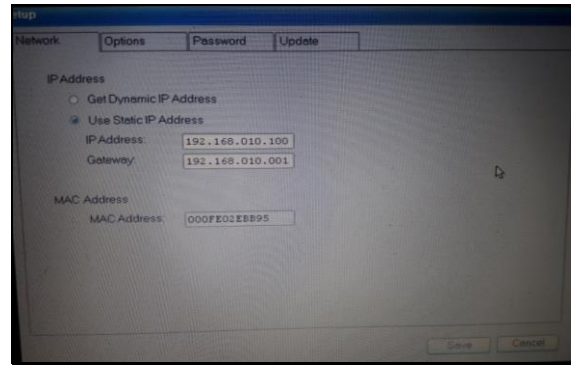 etup
Network Options Password Update
IP Address
Get Dynamic IP Address
Use Static IP Address
IP Address: 192.168.010.100
Gateway: 192.168.010.001
MAC Address
MAC Address: 000FE02EBB95
Save Cancel